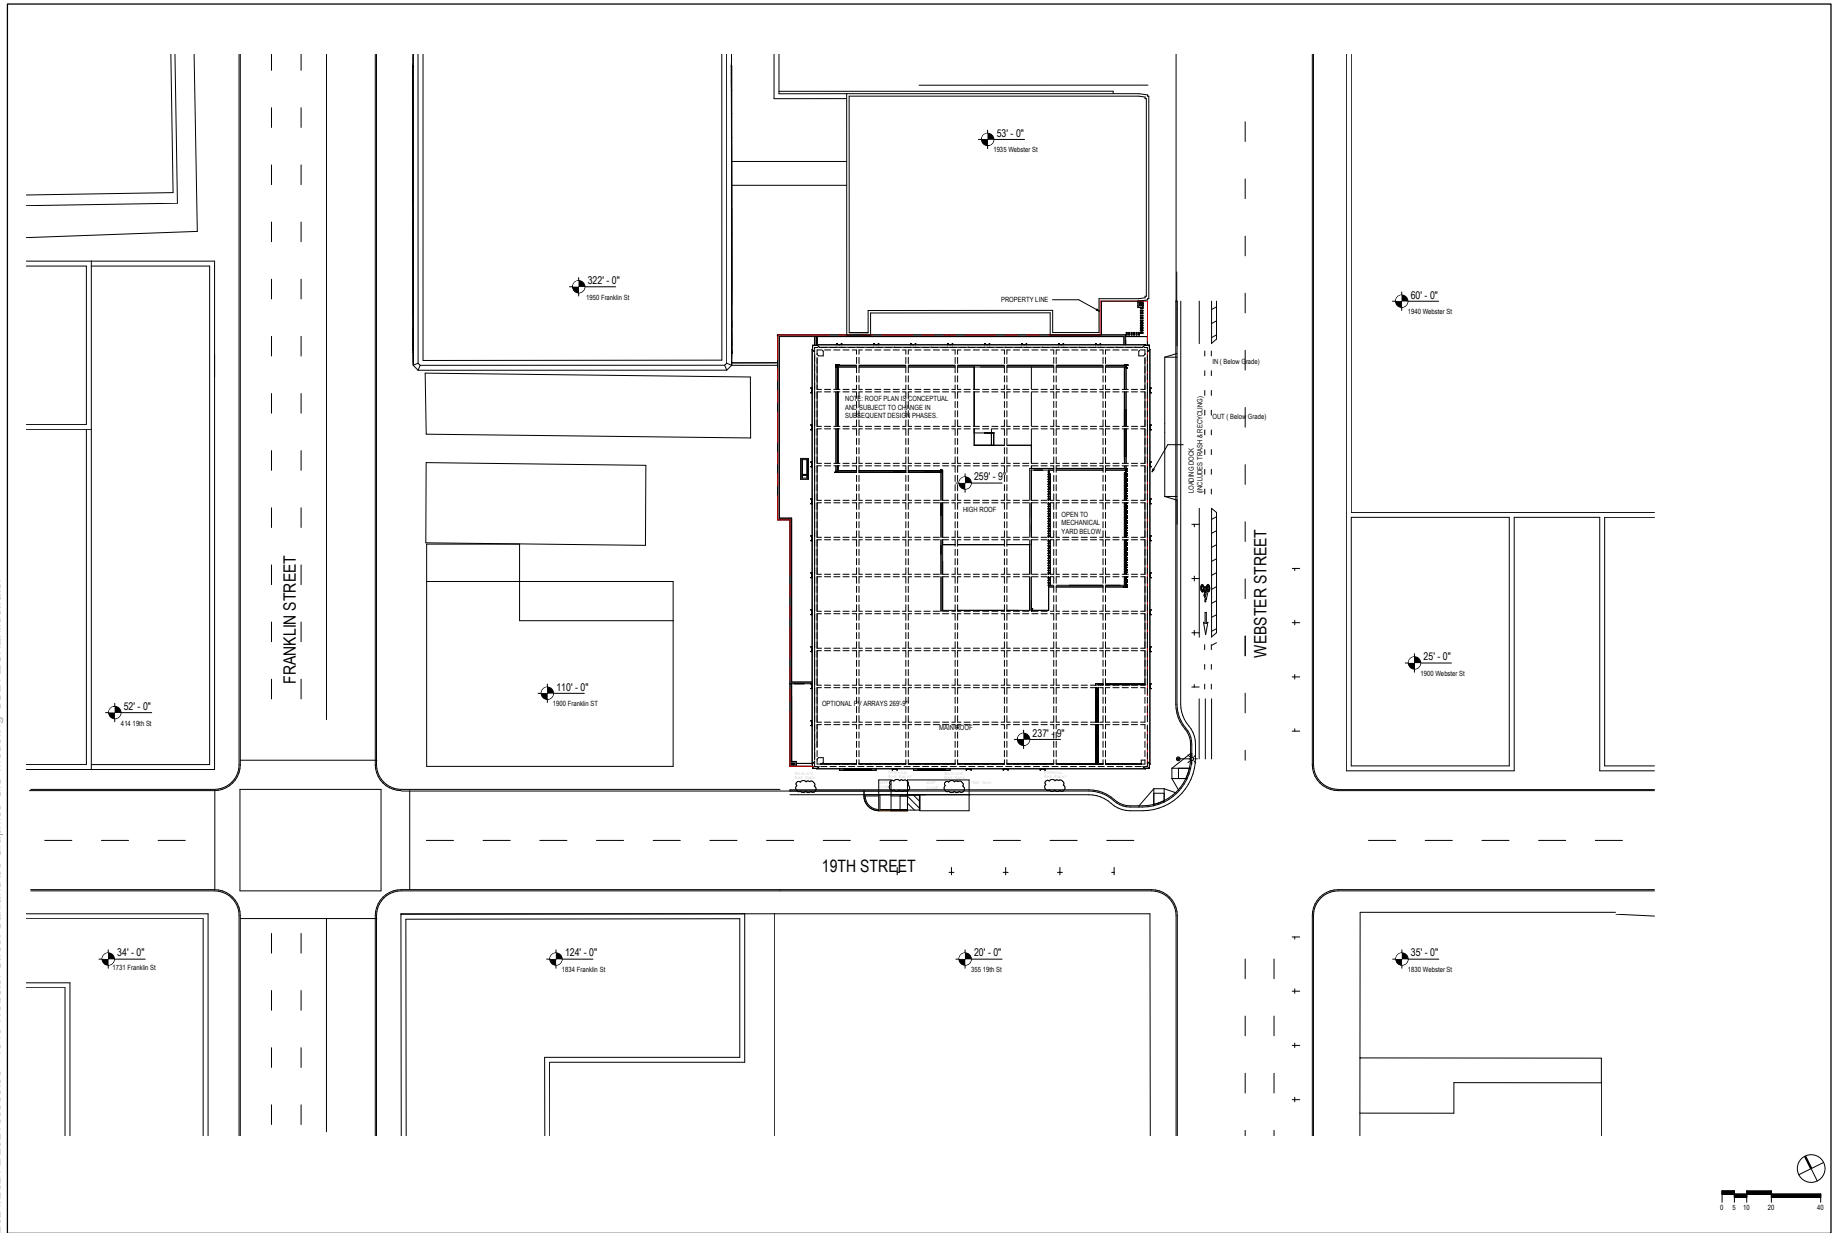 53' - 0"
1935 Webster St
322' - 0"
1950 Franklin St
60' - 0"
1940 Webster St
PROPERTY LINE
IN ( Below Grade)
OUT ( Below Grade)
LOADING DOCK
(INCLUDES TRASH & RECYCLING)
NOTE: ROOF PLAN IS CONCEPTUAL
AND SUBJECT TO CHANGE IN
SUBSEQUENT DESIGN PHASES.
259' - 9"
HIGH ROOF
OPEN TO
MECHANICAL
YARD BELOW
FRANKLIN STREET
WEBSTER STREET
110' - 0"
1900 Franklin ST
25' - 0"
1900 Webster St
52' - 0"
414 19th St
OPTIONAL PV ARRAYS 269'-9"
MAIN ROOF
237' - 9"
19TH STREET
34' - 0"
1731 Franklin St
124' - 0"
1834 Franklin St
20' - 0"
355 19th St
35' - 0"
1830 Webster St
0 5 10 20 40